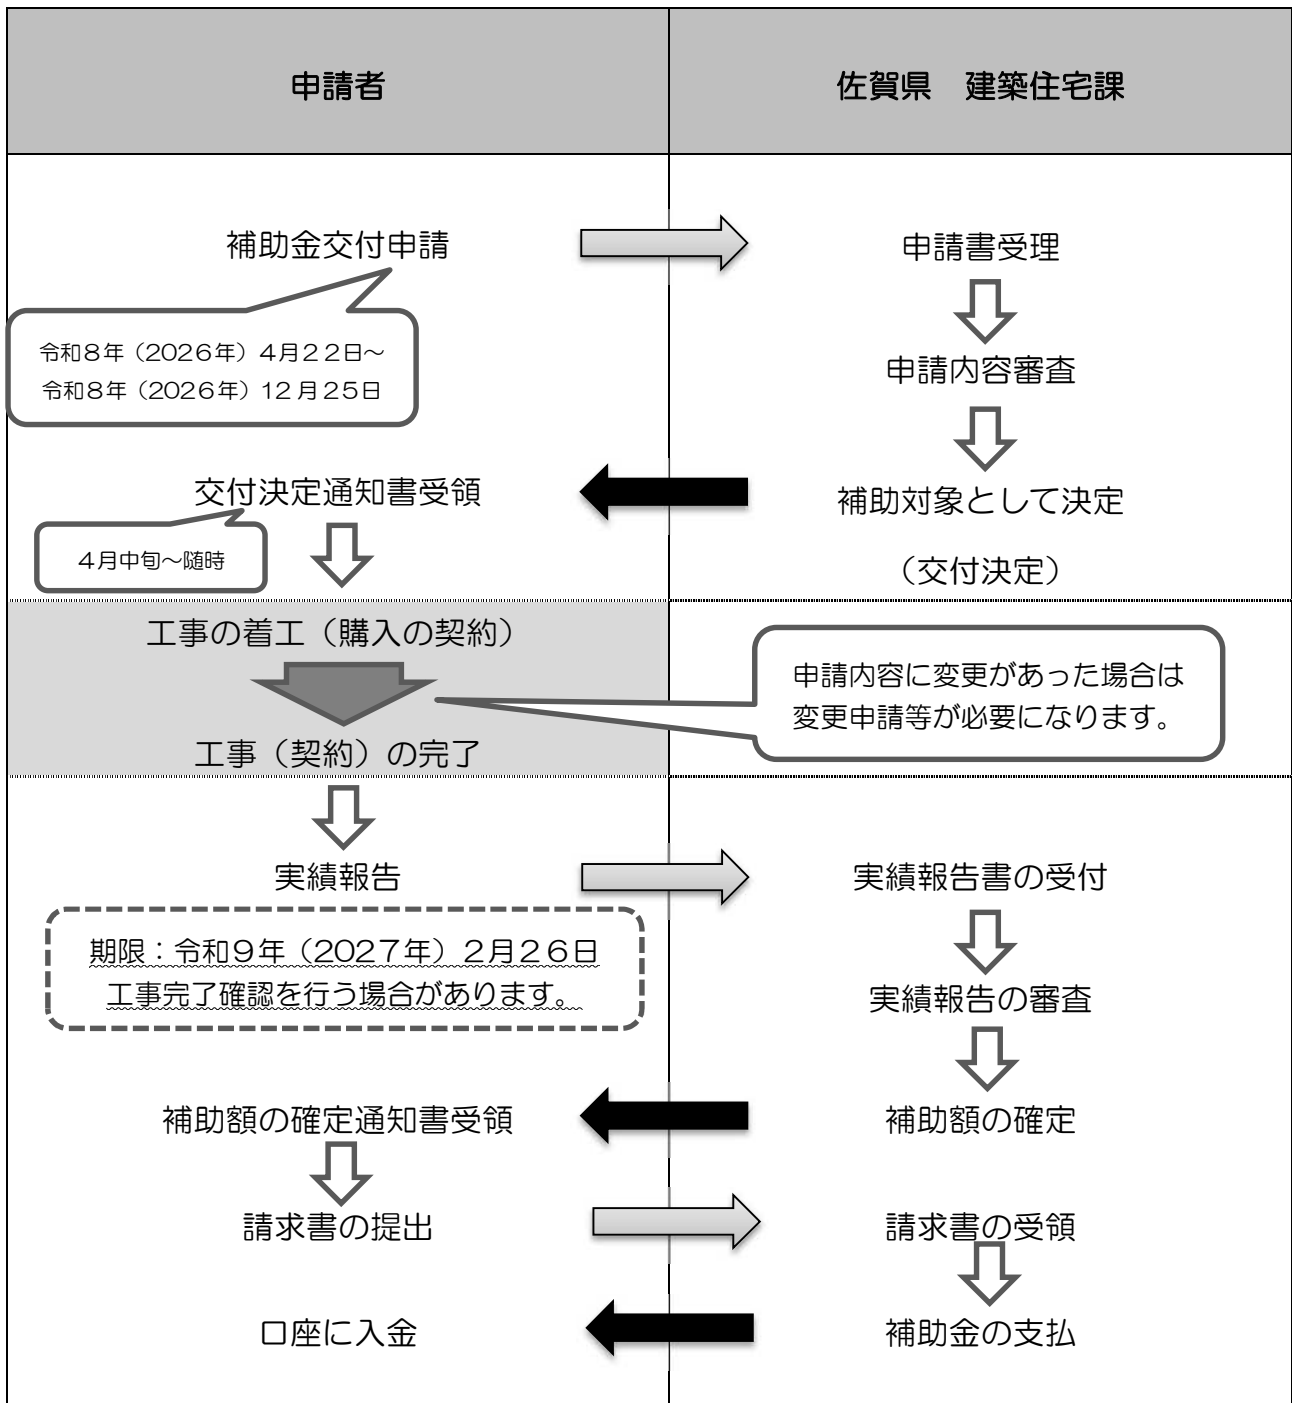 申請者
佐賀県　建築住宅課
補助金交付申請
申請書受理
令和８年（2026年）４月２２日～
令和８年（2026年）12月２５日
申請内容審査
交付決定通知書受領
補助対象として決定
４月中旬～随時
（交付決定）
工事の着工（購入の契約）
申請内容に変更があった場合は
変更申請等が必要になります。
工事（契約）の完了
実績報告
実績報告書の受付
期限：令和９年（2027年）２月２６日
工事完了確認を行う場合があります。
実績報告の審査
補助額の確定通知書受領
補助額の確定
請求書の提出
請求書の受領
口座に入金
補助金の支払